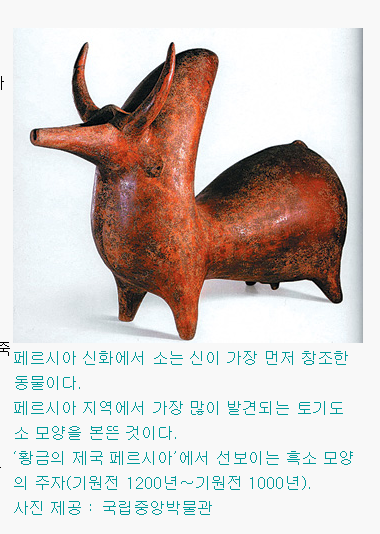 페르시아 신화에서 소는 신이 가장 먼저 창조한
동물이다.
페르시아 지역에서 가장 많이 발견되는 토기도
소 모양을 본뜬 것이다.
'황금의 제국 페르시아'에서 선보이는 흑소 모양
의 주자(기원전 1200년~기원전 1000년).
사진 제공 : 국립중앙박물관
죽